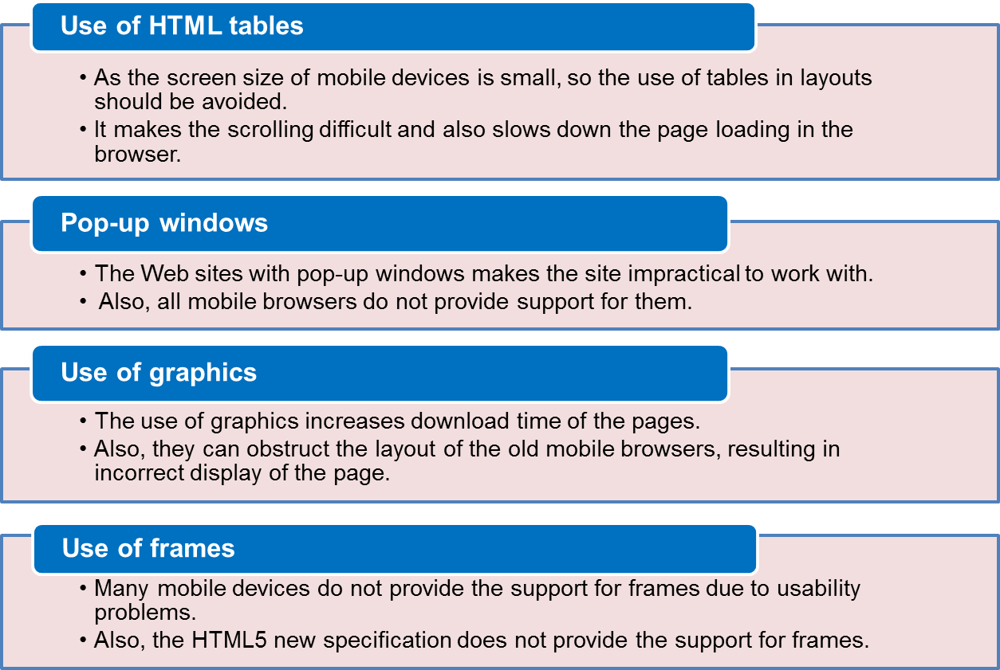 Use of HTML tables
• As the screen size of mobile devices is small, so the use of tables in layouts
should be avoided.
• It makes the scrolling difficult and also slows down the page loading in the
browser.
Pop-up windows
• The Web sites with pop-up windows makes the site impractical to work with.
• Also, all mobile browsers do not provide support for them.
Use of graphics
• The use of graphics increases download time of the pages.
• Also, they can obstruct the layout of the old mobile browsers, resulting in
incorrect display of the page.
Use of frames
• Many mobile devices do not provide the support for frames due to usability
problems.
• Also, the HTML5 new specification does not provide the support for frames.